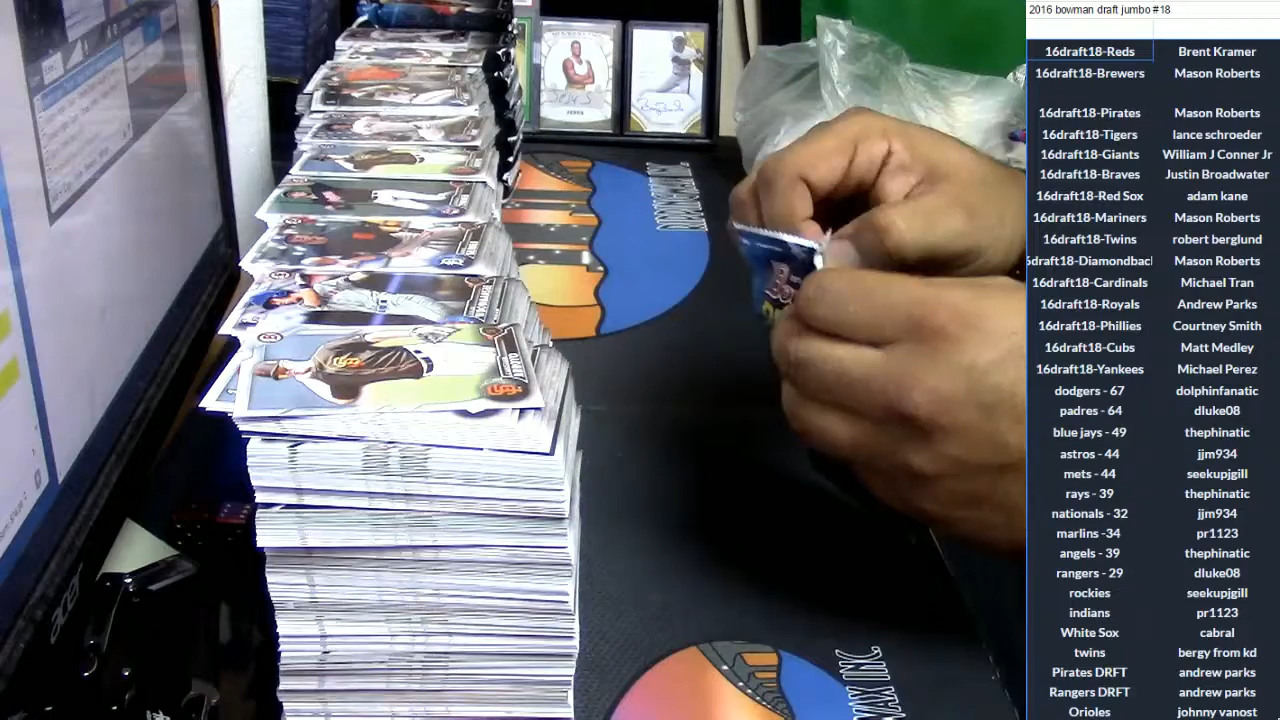 2016 bowman draft jumbo #18
16draft18-Reds Brent Kramer
16draft18-Brewers Mason Roberts
16draft18-Pirates Mason Roberts
16draft18-Tigers lance schroeder
16draft18-Giants William J Conner Jr
16draft18-Braves Justin Broadwater
16draft18-Red Sox adam kane
16draft18-Mariners Mason Roberts
16draft18-Twins robert berglund
6draft18-Diamondbacl Mason Roberts
16draft18-Cardinals Michael Tran
16draft18-Royals Andrew Parks
16draft18-Phillies Courtney Smith
16draft18-Cubs Matt Medley
16draft18-Yankees Michael Perez
dodgers - 67 dolphinfanatic
padres - 64 dluke08
blue jays - 49 thephinatic
astros - 44 jjm934
mets - 44 seekupjgill
rays - 39 thephinatic
nationals - 32 jjm934
marlins -34 pr1123
angels - 39 thephinatic
rangers - 29 dluke08
rockies seekupjgill
indians pr1123
White Sox cabral
twins bergy from kd
Pirates DRFT andrew parks
Rangers DRFT andrew parks
Oriole johnny vanost
acer
WAX INC.